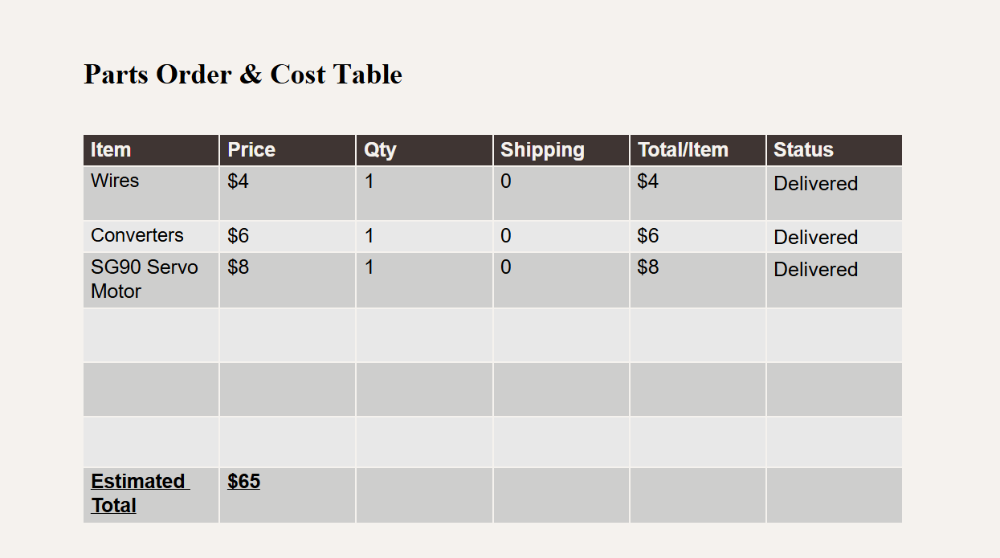 Parts Order & Cost Table
Item Price Qty Shipping Total/Item Status
Wires $4 1 0 $4 Delivered
Converters $6 1 0 $6 Delivered
SG90 Servo $8 1 0 $8 Delivered
Motor
Estimated $65
Total